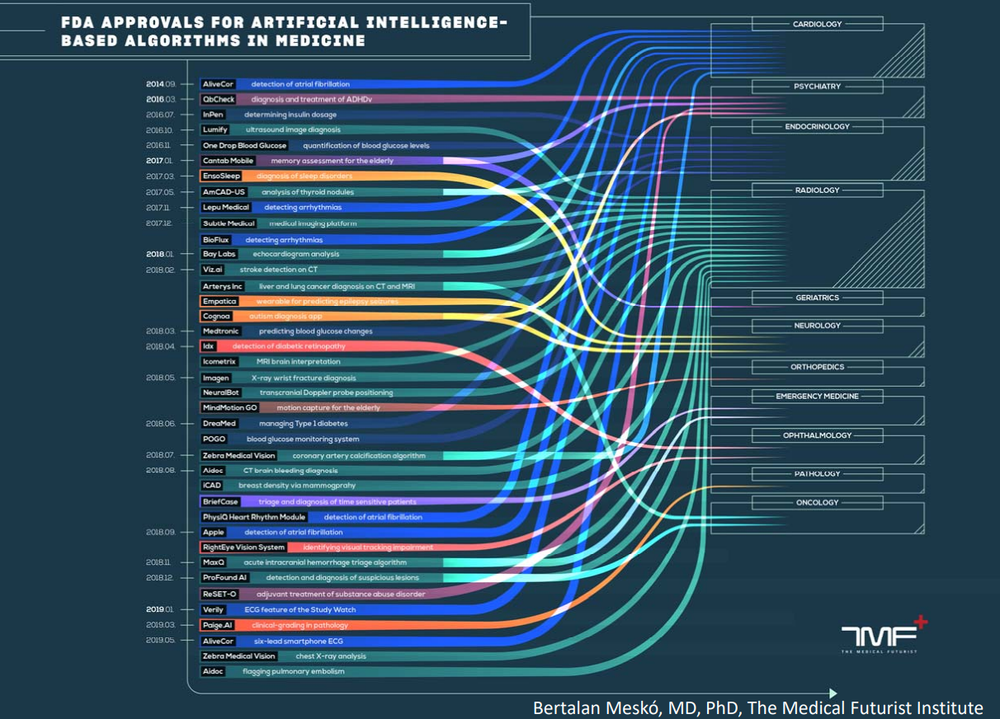 FDA APPROVALS FOR ARTIFICIAL INTELLIGENCE-
BASED ALGORITHMS IN MEDICINE
2014.09. AliveCor detection of atrial fibrillation
2016.03 QbCheck diagnosis and treatment of ADHDv
2016.07. InPen determining insulin dosage
2016.10. Lumify ultrasound image diagnosis
2016.11. One Drop Blood Glucose quantification of blood glucose levels
2017.01. Cantab Mobile memory assessment for the elderly
2017.03. EnsoSleep diagnosis of sleep disorders
2017.05. AmCAD-US analysis of thyroid nodules
2017.11. Lepu Medical detecting arrhythmias
2017.12. Subtle Medical medical imaging platform
BioFlux detecting arrhythmias
2018.01. Bay Labs echocardiogram analysis
2018.02. Viz.ai stroke detection on CT
Arterys Inc liver and lung cancer diagnosis on CT and MRI
Empatica wearable for predicting epilepsy seizures
Cognoa autism diagnosis app
2018.03. Medtronic predicting blood glucose changes
2018.04. Idx detection of diabetic retinopathy
Icometrix MRI brain interpretation
2018.05. Imagen X-ray wrist fracture diagnosis
NeuralBot transcranial Doppler probe positioning
MindMotion GO motion capture for the elderly
2018.06. DreaMed managing Type 1 diabetes
POGO blood glucose monitoring system
2018.07. Zebra Medical Vision coronary artery calcification algorithm
2018.08. Aidoc CT brain bleeding diagnosis
iCAD breast density via mammograprhy
BriefCase triage and diagnosis of time sensitive patients
PhysiQ Heart Rhythm Module detection of atrial fibrillation
2018.09. Apple detection of atrial fibrillation
RightEye Vision System identifying visual tracking impairment
2018.11. MaxQ acute intracranial hemorrhage triage algorithm
2018.12. ProFound AI detection and diagnosis of suspicious lesions
ReSET-O adjuvant treatment of substance abuse disorder
2019.01. Verily ECG feature of the Study Watch
2019.03. Paige.AI clinical-grading in pathology
2019.05. AliveCor six-lead smartphone ECG
Zebra Medical Vision chest X-ray analysis
Aidoc flagging pulmonary embolism
CARDIOLOGY
PSYCHIATRY
ENDOCRINOLOGY
RADIOLOGY
GERIATRICS
NEUROLOGY
ORTHOPEDICS
EMERGENCY MEDICINE
OPHTHALMOLOGY
PATHOLOGY
ONCOLOGY
TMF
THE MEDICAL FUTURIST
Bertalan Meskó, MD, PhD, The Medical Futurist Institute